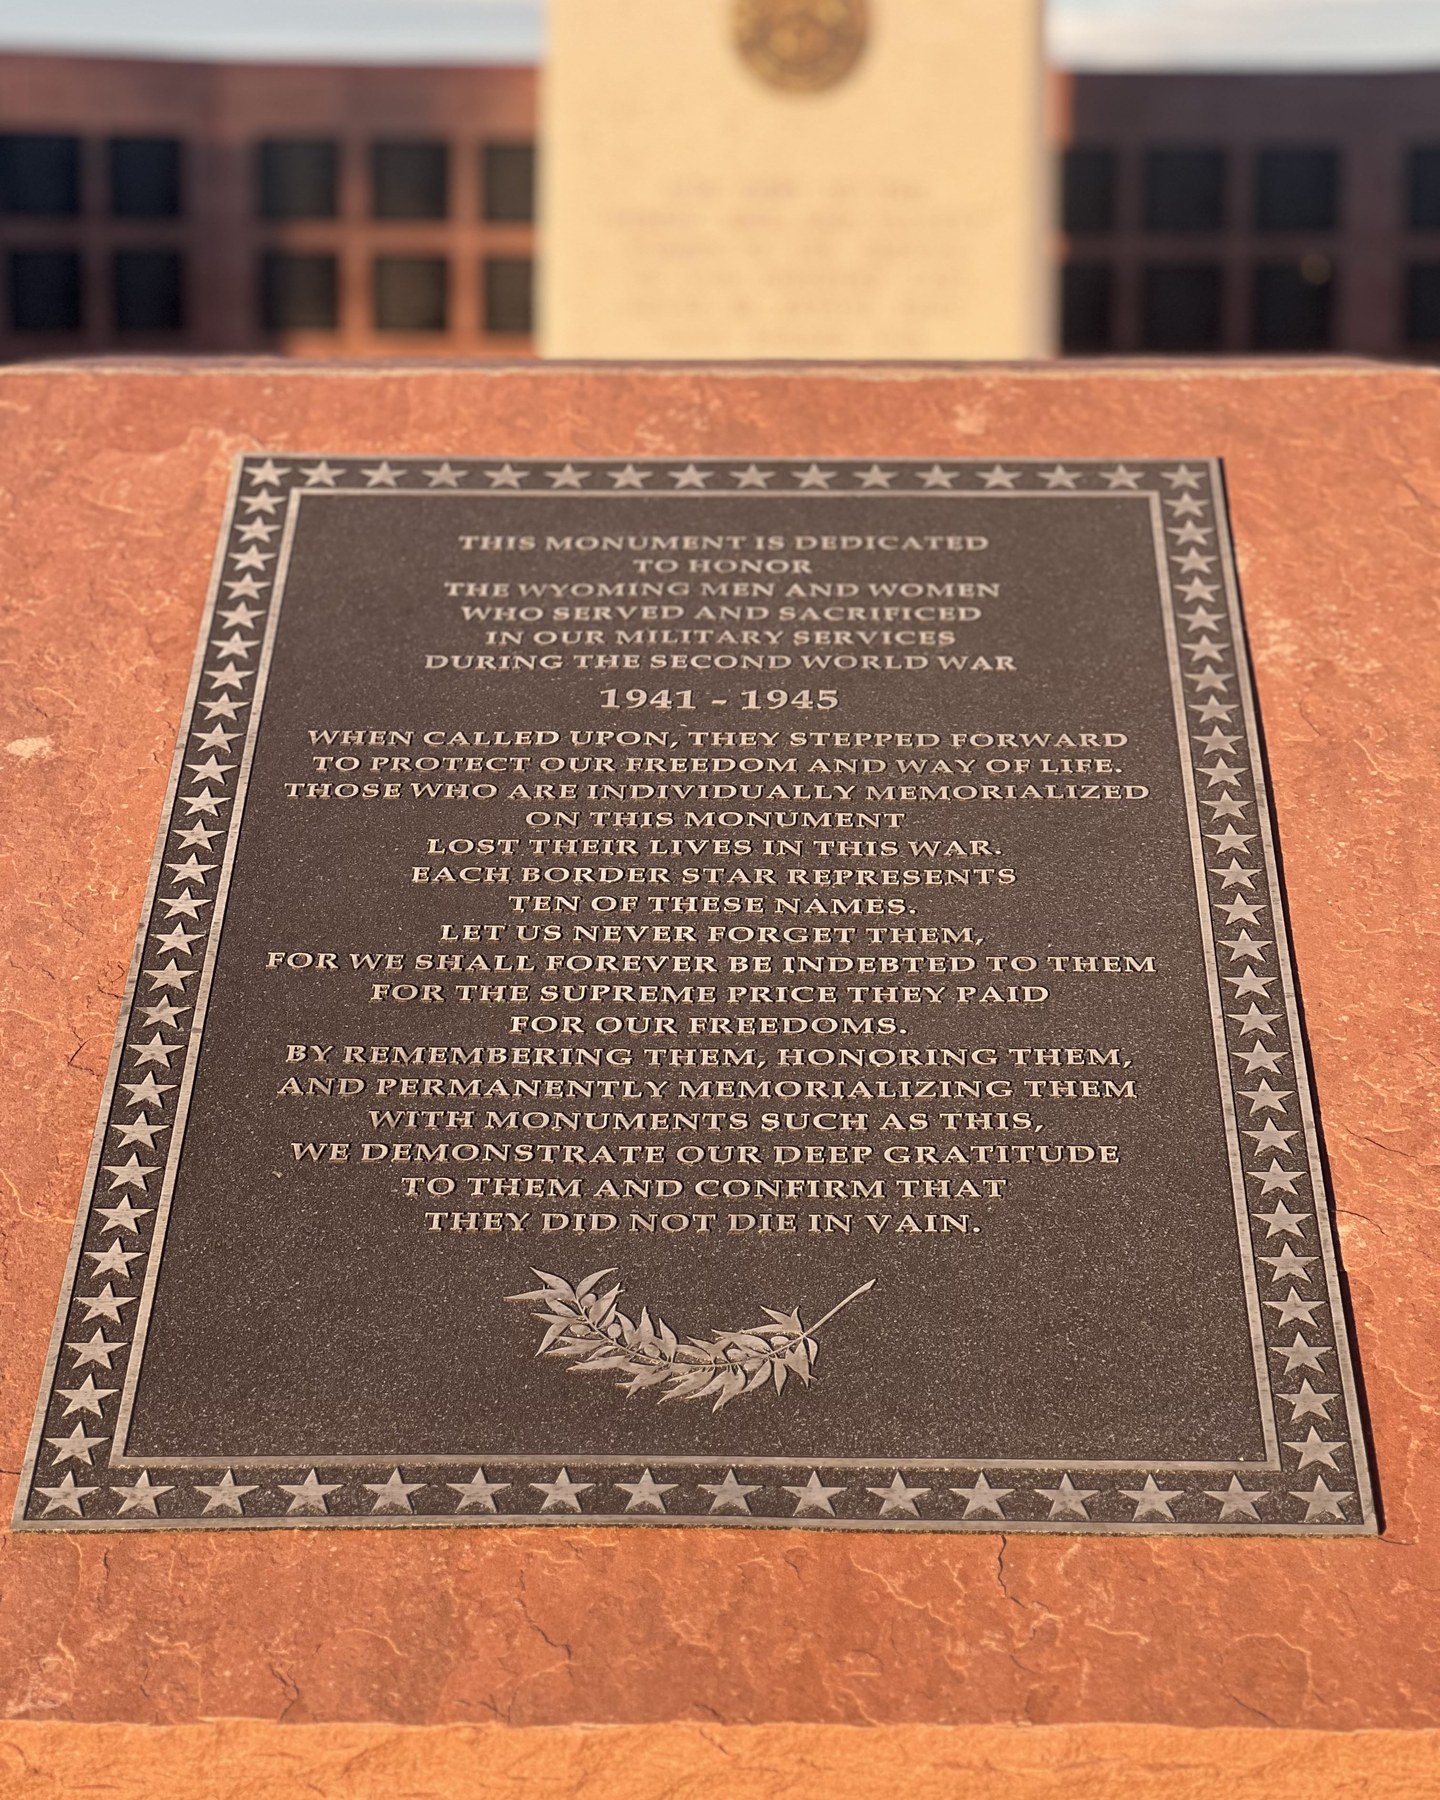 THIS MONUMENT IS DEDICATED
TO HONOR
THE WYOMING MEN AND WOMEN
WHO SERVED AND SACRIFICED
IN OUR MILITARY SERVICES
DURING THE SECOND WORLD WAR
1941 - 1945
WHEN CALLED UPON, THEY STEPPED FORWARD
TO PROTECT OUR FREEDOM AND WAY OF LIFE.
THOSE WHO ARE INDIVIDUALLY MEMORIALIZED
ON THIS MONUMENT
LOST THEIR LIVES IN THIS WAR.
EACH BORDER STAR REPRESENTS
TEN OF THESE NAMES.
LET US NEVER FORGET THEM,
FOR WE SHALL FOREVER BE INDEBTED TO THEM
FOR THE SUPREME PRICE THEY PAID
FOR OUR FREEDOMS.
BY REMEMBERING THEM, HONORING THEM,
AND PERMANENTLY MEMORIALIZING THEM
WITH MONUMENTS SUCH AS THIS,
WE DEMONSTRATE OUR DEEP GRATITUDE
TO THEM AND CONFIRM THAT
THEY DID NOT DIE IN VAIN.